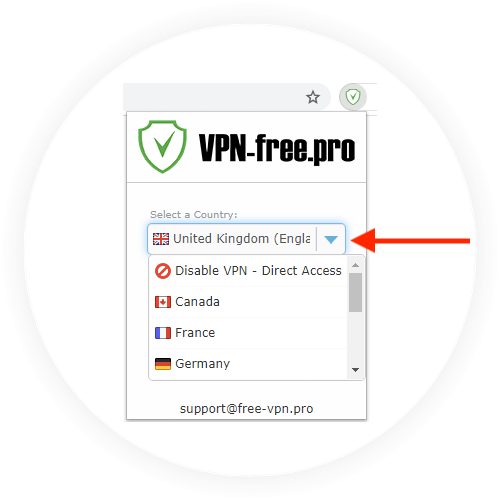 VPN-free.pro
Select a Country:
United Kingdom (Engla
Disable VPN - Direct Access
Canada
France
Germany
support@free-vpn.pro